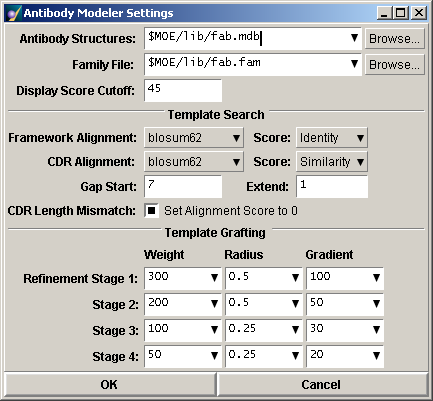 Antibody Modeler Settings
Antibody Structures: $MOE/lib/fab.mdb Browse...
Family File: $MOE/lib/fab.fam Browse...
Display Score Cutoff: 45
Template Search
Framework Alignment: blosum62 Score: Identity
CDR Alignment: blosum62 Score: Similarity
Gap Start: 7 Extend: 1
CDR Length Mismatch: Set Alignment Score to 0
Template Grafting
Weight Radius Gradient
Refinement Stage 1: 300 0.5 100
Stage 2: 200 0.5 50
Stage 3: 100 0.25 30
Stage 4: 50 0.25 20
OK Cancel